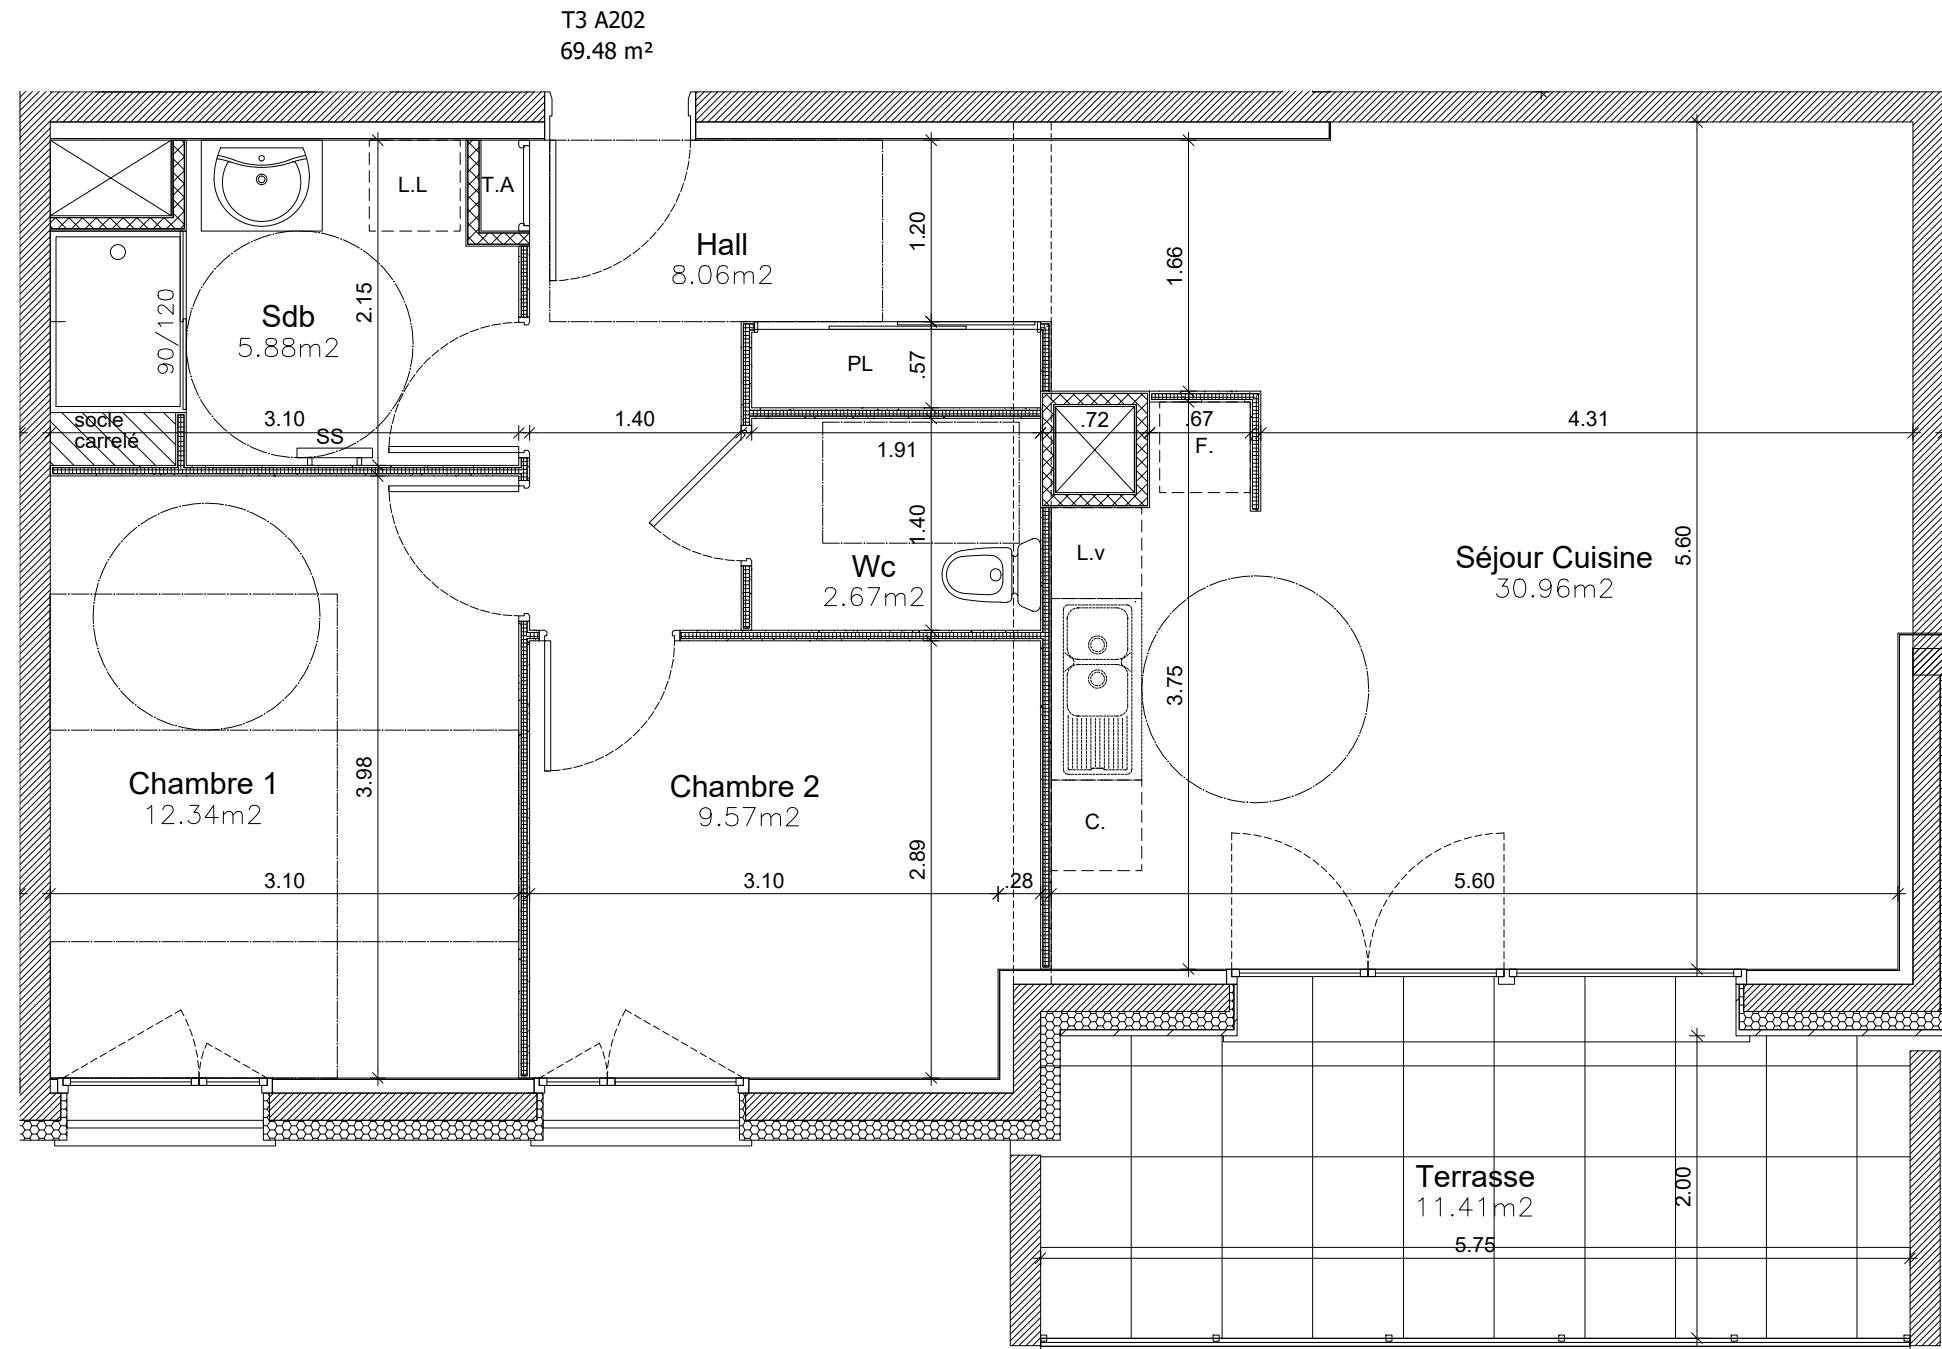 T3 A202
69.48 m²
L.L
T.A
Hall
8.06m2
1.20
1.66
Sdb
5.88m2
90/120
2.15
PL
.57
socle
carrelé
3.10
SS
1.40
1.91
.72
.67
F.
4.31
1.40
Wc
2.67m2
L.v
Séjour Cuisine
30.96m2
5.60
3.75
Chambre 1
12.34m2
3.98
Chambre 2
9.57m2
2.89
C.
3.10
3.10
.28
5.60
Terrasse
11.41m2
2.00
5.75